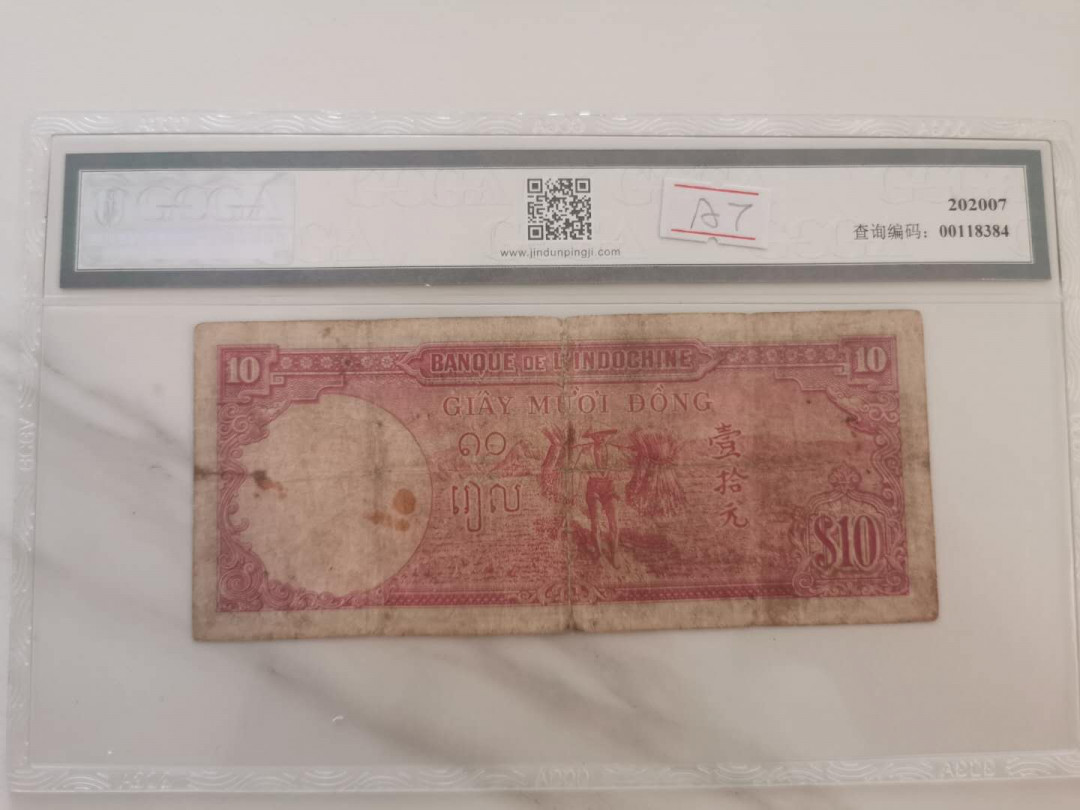 www.jindunpingji.com
A7
202007
查询编码：00118384
10
BANQUE DE L'INDOCHINE
10
GIẤY MƯỜI ĐỒNG
១០
រៀល
壹拾元
$10